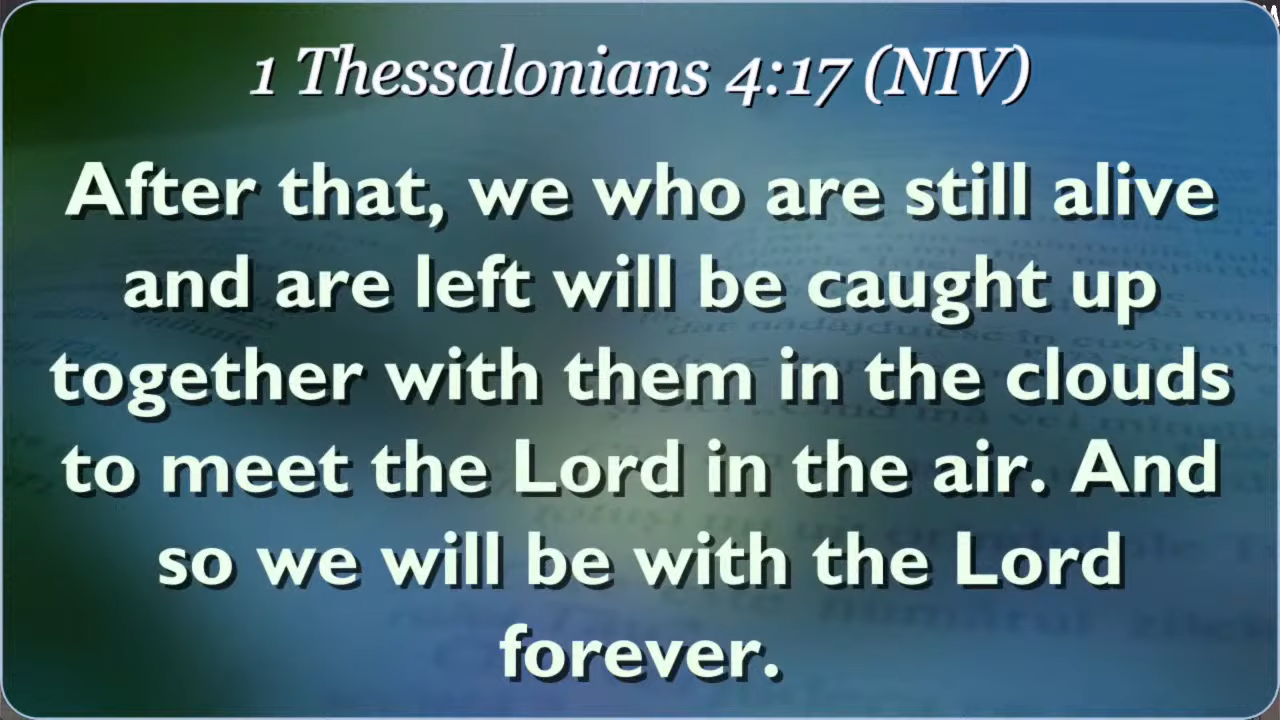 1 Thessalonians 4:17 (NIV)
After that, we who are still alive
and are left will be caught up
together with them in the clouds
to meet the Lord in the air. And
so we will be with the Lord
forever.